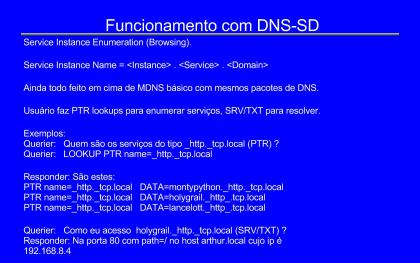 Funcionamento com DNS-SD
Service Instance Enumeration (Browsing).
Service Instance Name = <Instance> . <Service> . <Domain>
Ainda todo feito em cima de MDNS básico com mesmos pacotes de DNS.
Usuário faz PTR lookups para enumerar serviços, SRV/TXT para resolver.
Exemplos:
Querier: Quem são os serviços do tipo _http._tcp.local (PTR) ?
Querier: LOOKUP PTR name=_http._tcp.local
Responder: São estes:
PTR name=_http._tcp.local DATA=montypython._http._tcp.local
PTR name=_http._tcp.local DATA=holygrail._http_.tcp.local
PTR name=_http._tcp.local DATA=lancelott._http_.tcp.local
Querier: Como eu acesso holygrail._http._tcp.local (SRV/TXT) ?
Responder: Na porta 80 com path=/ no host arthur.local cujo ip é
192.168.8.4